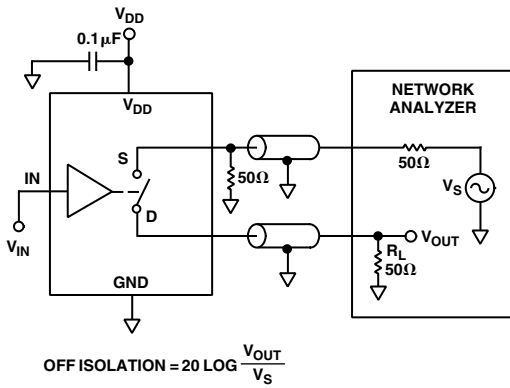 VDD
0.1μF
VDD
NETWORK
ANALYZER
S
50Ω
50Ω
VS
IN
D
VIN
VOUT
RL
50Ω
GND
OFF ISOLATION = 20 LOG VOUT
VS